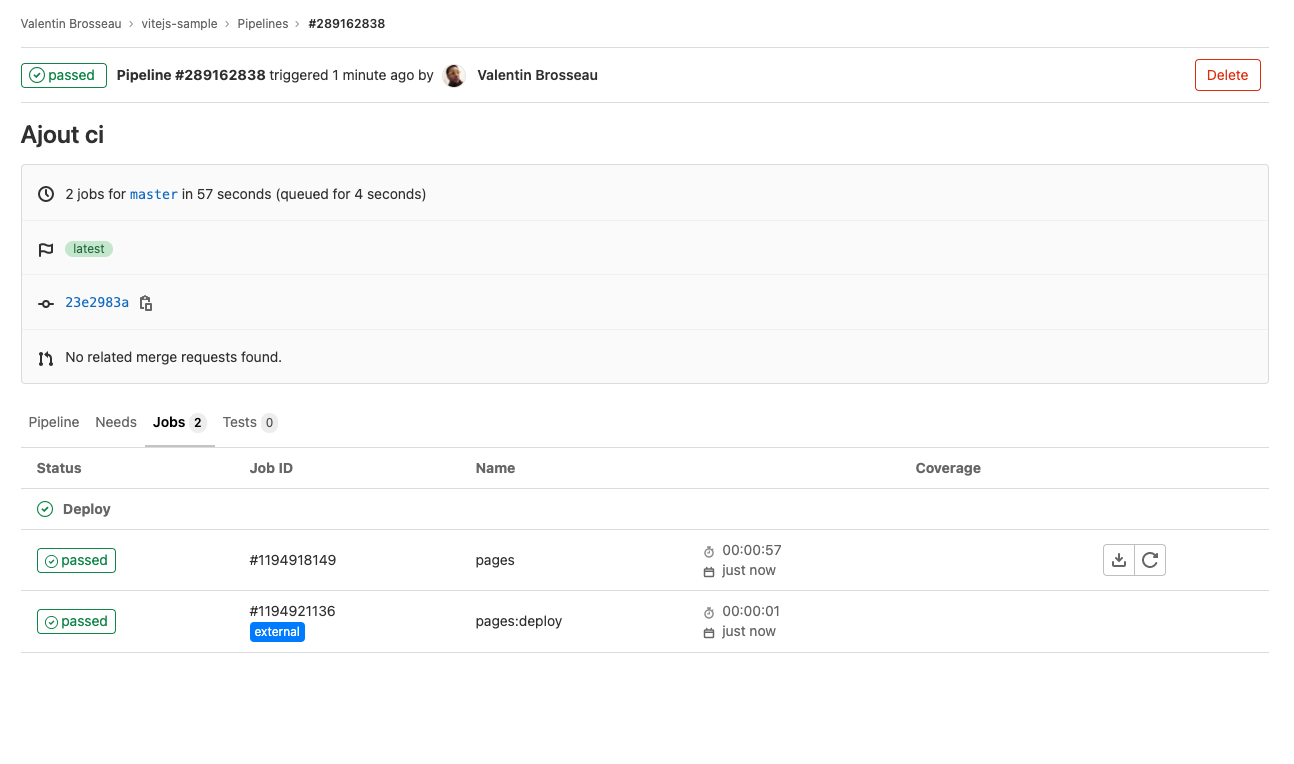 Valentin Brosseau › vitejs-sample › Pipelines › #289162838
passed Pipeline #289162838 triggered 1 minute ago by Valentin Brosseau Delete
Ajout ci
2 jobs for master in 57 seconds (queued for 4 seconds)
latest
23e2983a
No related merge requests found.
Pipeline Needs Jobs 2 Tests 0
Status Job ID Name Coverage
Deploy
passed #1194918149 pages 00:00:57
just now
passed #1194921136 pages:deploy 00:00:01
external just now